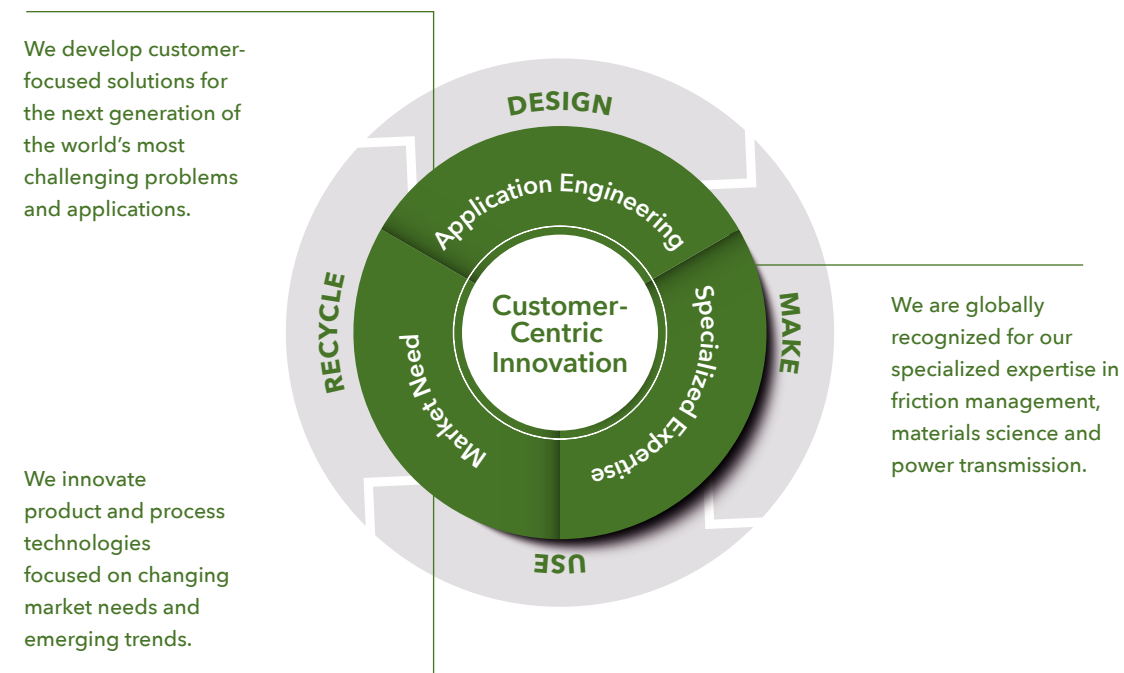 We develop customer-
focused solutions for
the next generation of
the world’s most
challenging problems
and applications.
DESIGN
Application Engineering
RECYCLE
Market Need
Customer-
Centric
Innovation
Specialized Expertise
MAKE
USE
We are globally
recognized for our
specialized expertise in
friction management,
materials science and
power transmission.
We innovate
product and process
technologies
focused on changing
market needs and
emerging trends.